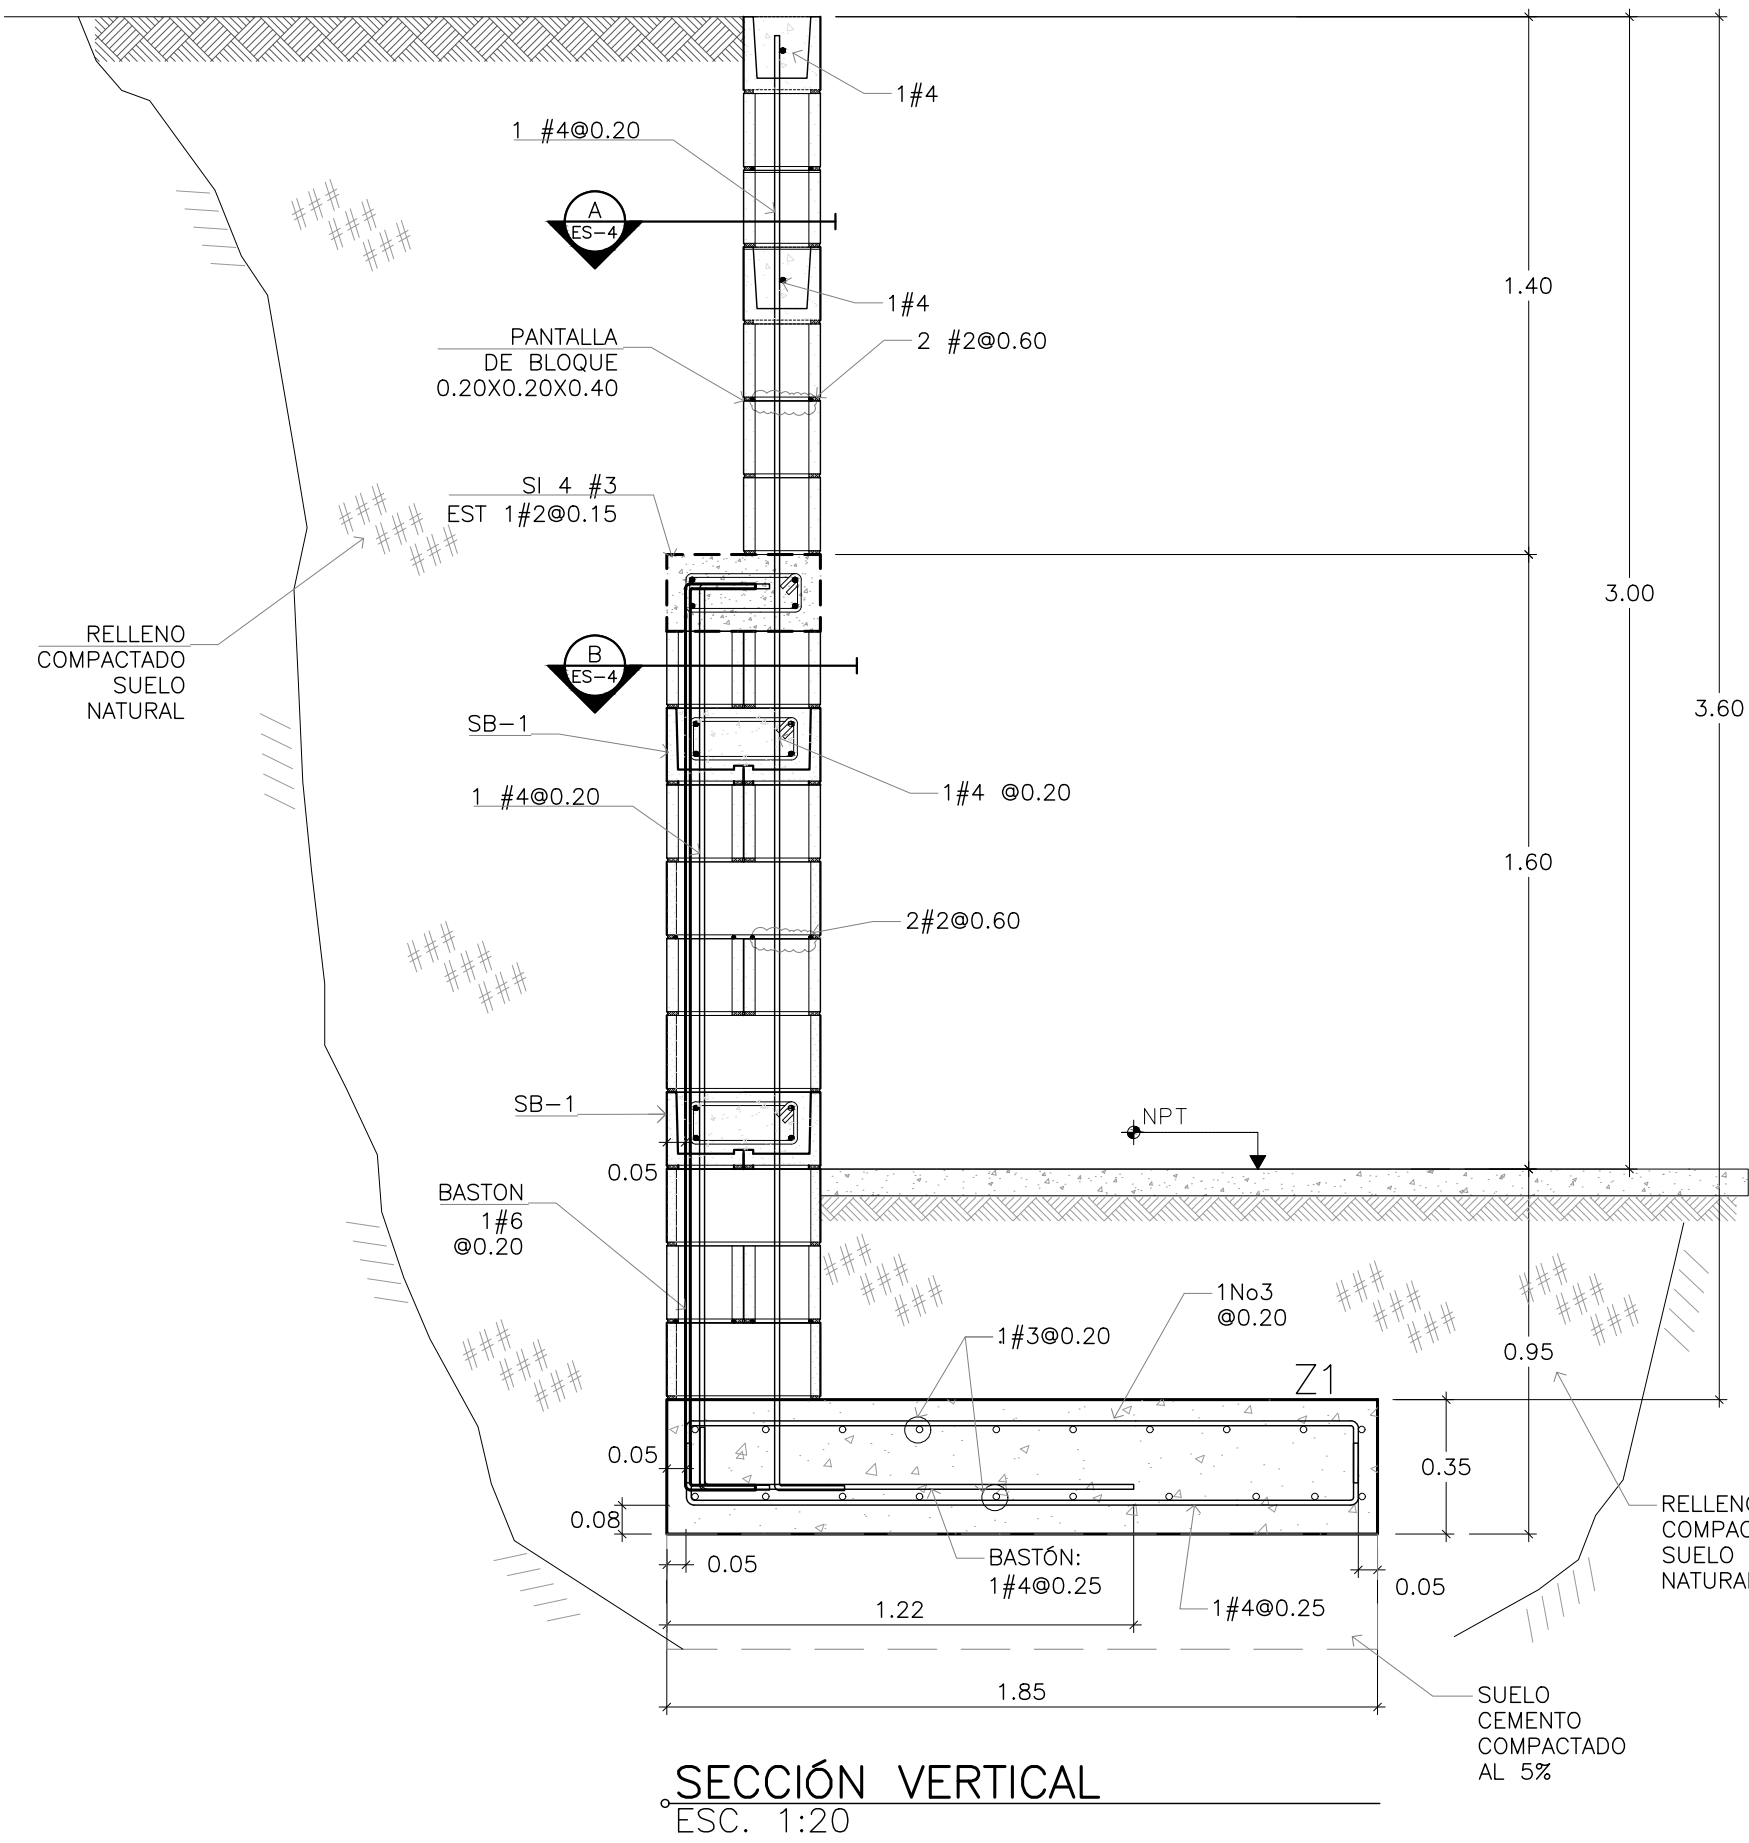 1#4
1 #4@0.20
A
ES-4
1.40
1#4
PANTALLA
DE BLOQUE
0.20X0.20X0.40
2 #2@0.60
SI 4 #3
EST 1#2@0.15
3.00
RELLENO
COMPACTADO
SUELO
NATURAL
B
ES-4
3.60
SB-1
1 #4@0.20
1#4 @0.20
1.60
2#2@0.60
SB-1
NPT
0.05
BASTON
1#6
@0.20
1No3
@0.20
1#3@0.20
0.95
Z1
0.05
0.35
0.08
RELLENO
COMPAC
SUELO
NATURAL
0.05
BASTÓN:
1#4@0.25
0.05
1.22
1#4@0.25
1.85
SUELO
CEMENTO
COMPACTADO
AL 5%
SECCIÓN VERTICAL
ESC. 1:20